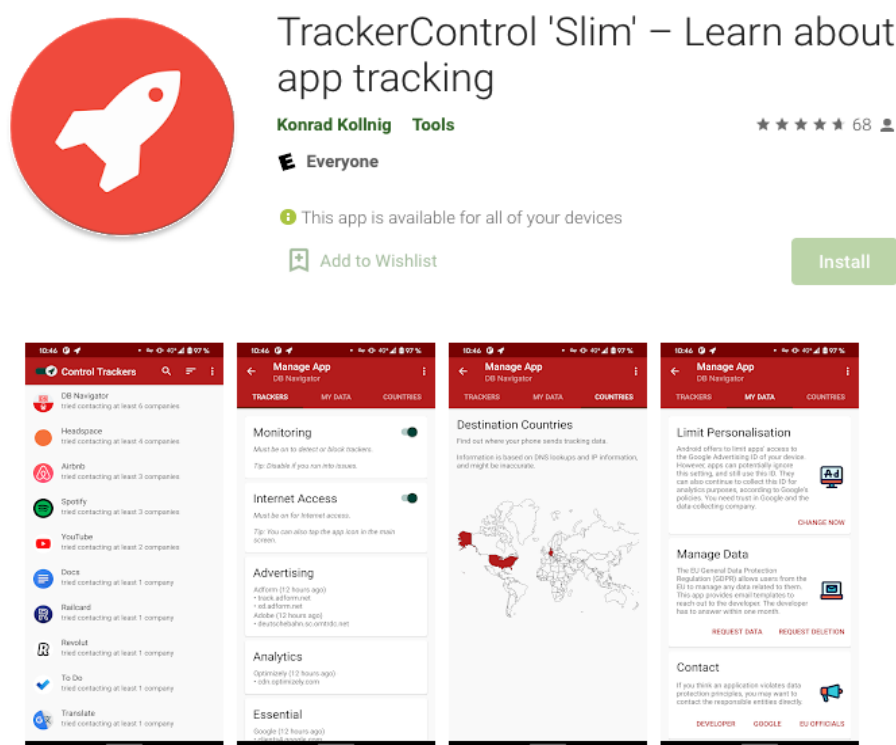 TrackerControl 'Slim' – Learn about
app tracking
Konrad Kollnig Tools
68
E Everyone
This app is available for all of your devices
Add to Wishlist
Install
10:46 97 %
Control Trackers
DB Navigator
tried contacting at least 6 companies
Headspace
tried contacting at least 4 companies
Airbnb
tried contacting at least 3 companies
Spotify
tried contacting at least 3 companies
YouTube
tried contacting at least 2 companies
Docs
tried contacting at least 1 company
Railcard
tried contacting at least 1 company
Revolut
tried contacting at least 1 company
To Do
tried contacting at least 1 company
Translate
tried contacting at least 1 company
10:46 97 %
Manage App
DB Navigator
TRACKERS MY DATA COUNTRIES
Monitoring
Must be on to detect or block trackers.
Tip: Disable if you run into issues.
Internet Access
Must be on for Internet access.
Tip: You can also tap the app icon in the main
screen.
Advertising
Adform (12 hours ago)
• track.adform.net
• s1.adform.net
Adobe (12 hours ago)
• deutschebahn.sc.omtrdc.net
Analytics
Optimizely (12 hours ago)
• cdn.optimizely.com
Essential
Google (12 hours ago)
10:46 97 %
Manage App
DB Navigator
TRACKERS MY DATA COUNTRIES
Destination Countries
Find out where your phone sends tracking data.
Information is based on DNS lookups and IP information,
and might be inaccurate.
10:46 97 %
Manage App
DB Navigator
TRACKERS MY DATA COUNTRIES
Limit Personalisation
Android offers to limit apps' access to
the Google Advertising ID of your device.
However, apps can potentially ignore
this setting, and still use this ID. They
can also continue to collect this ID for
analytics purposes, according to Google's
policies. You need trust in Google and the
data-collecting company.
Ad
CHANGE NOW
Manage Data
The EU General Data Protection
Regulation (GDPR) allows users from the
EU to manage any data related to them.
This app provides email templates to
reach out to the developer. The developer
has to answer within one month.
REQUEST DATA REQUEST DELETION
Contact
If you think an application violates data
protection principles, you may want to
contact the responsible entities directly.
DEVELOPER GOOGLE EU OFFICIALS